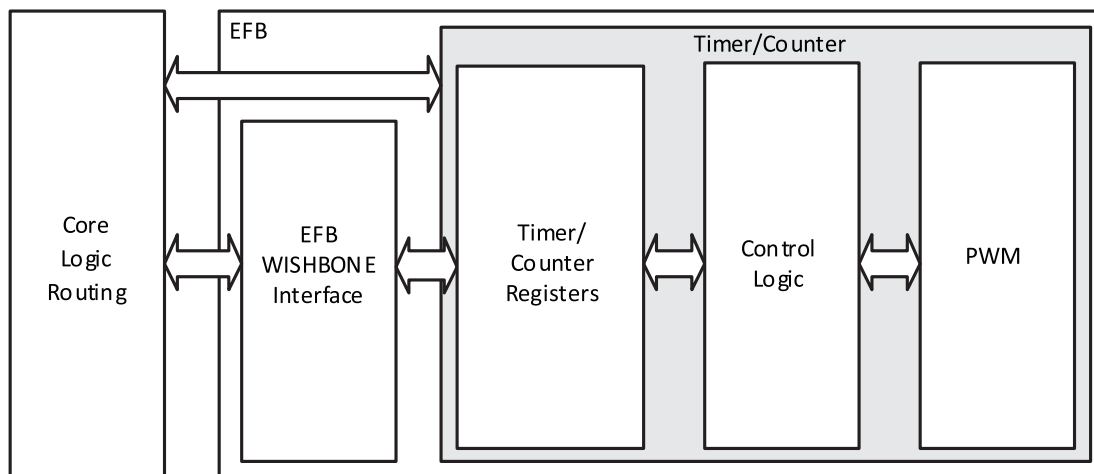 EFB
Timer/Counter
Core
Logic
Routing
EFB
WISHBONE
Interface
Timer/
Counter
Registers
Control
Logic
PWM